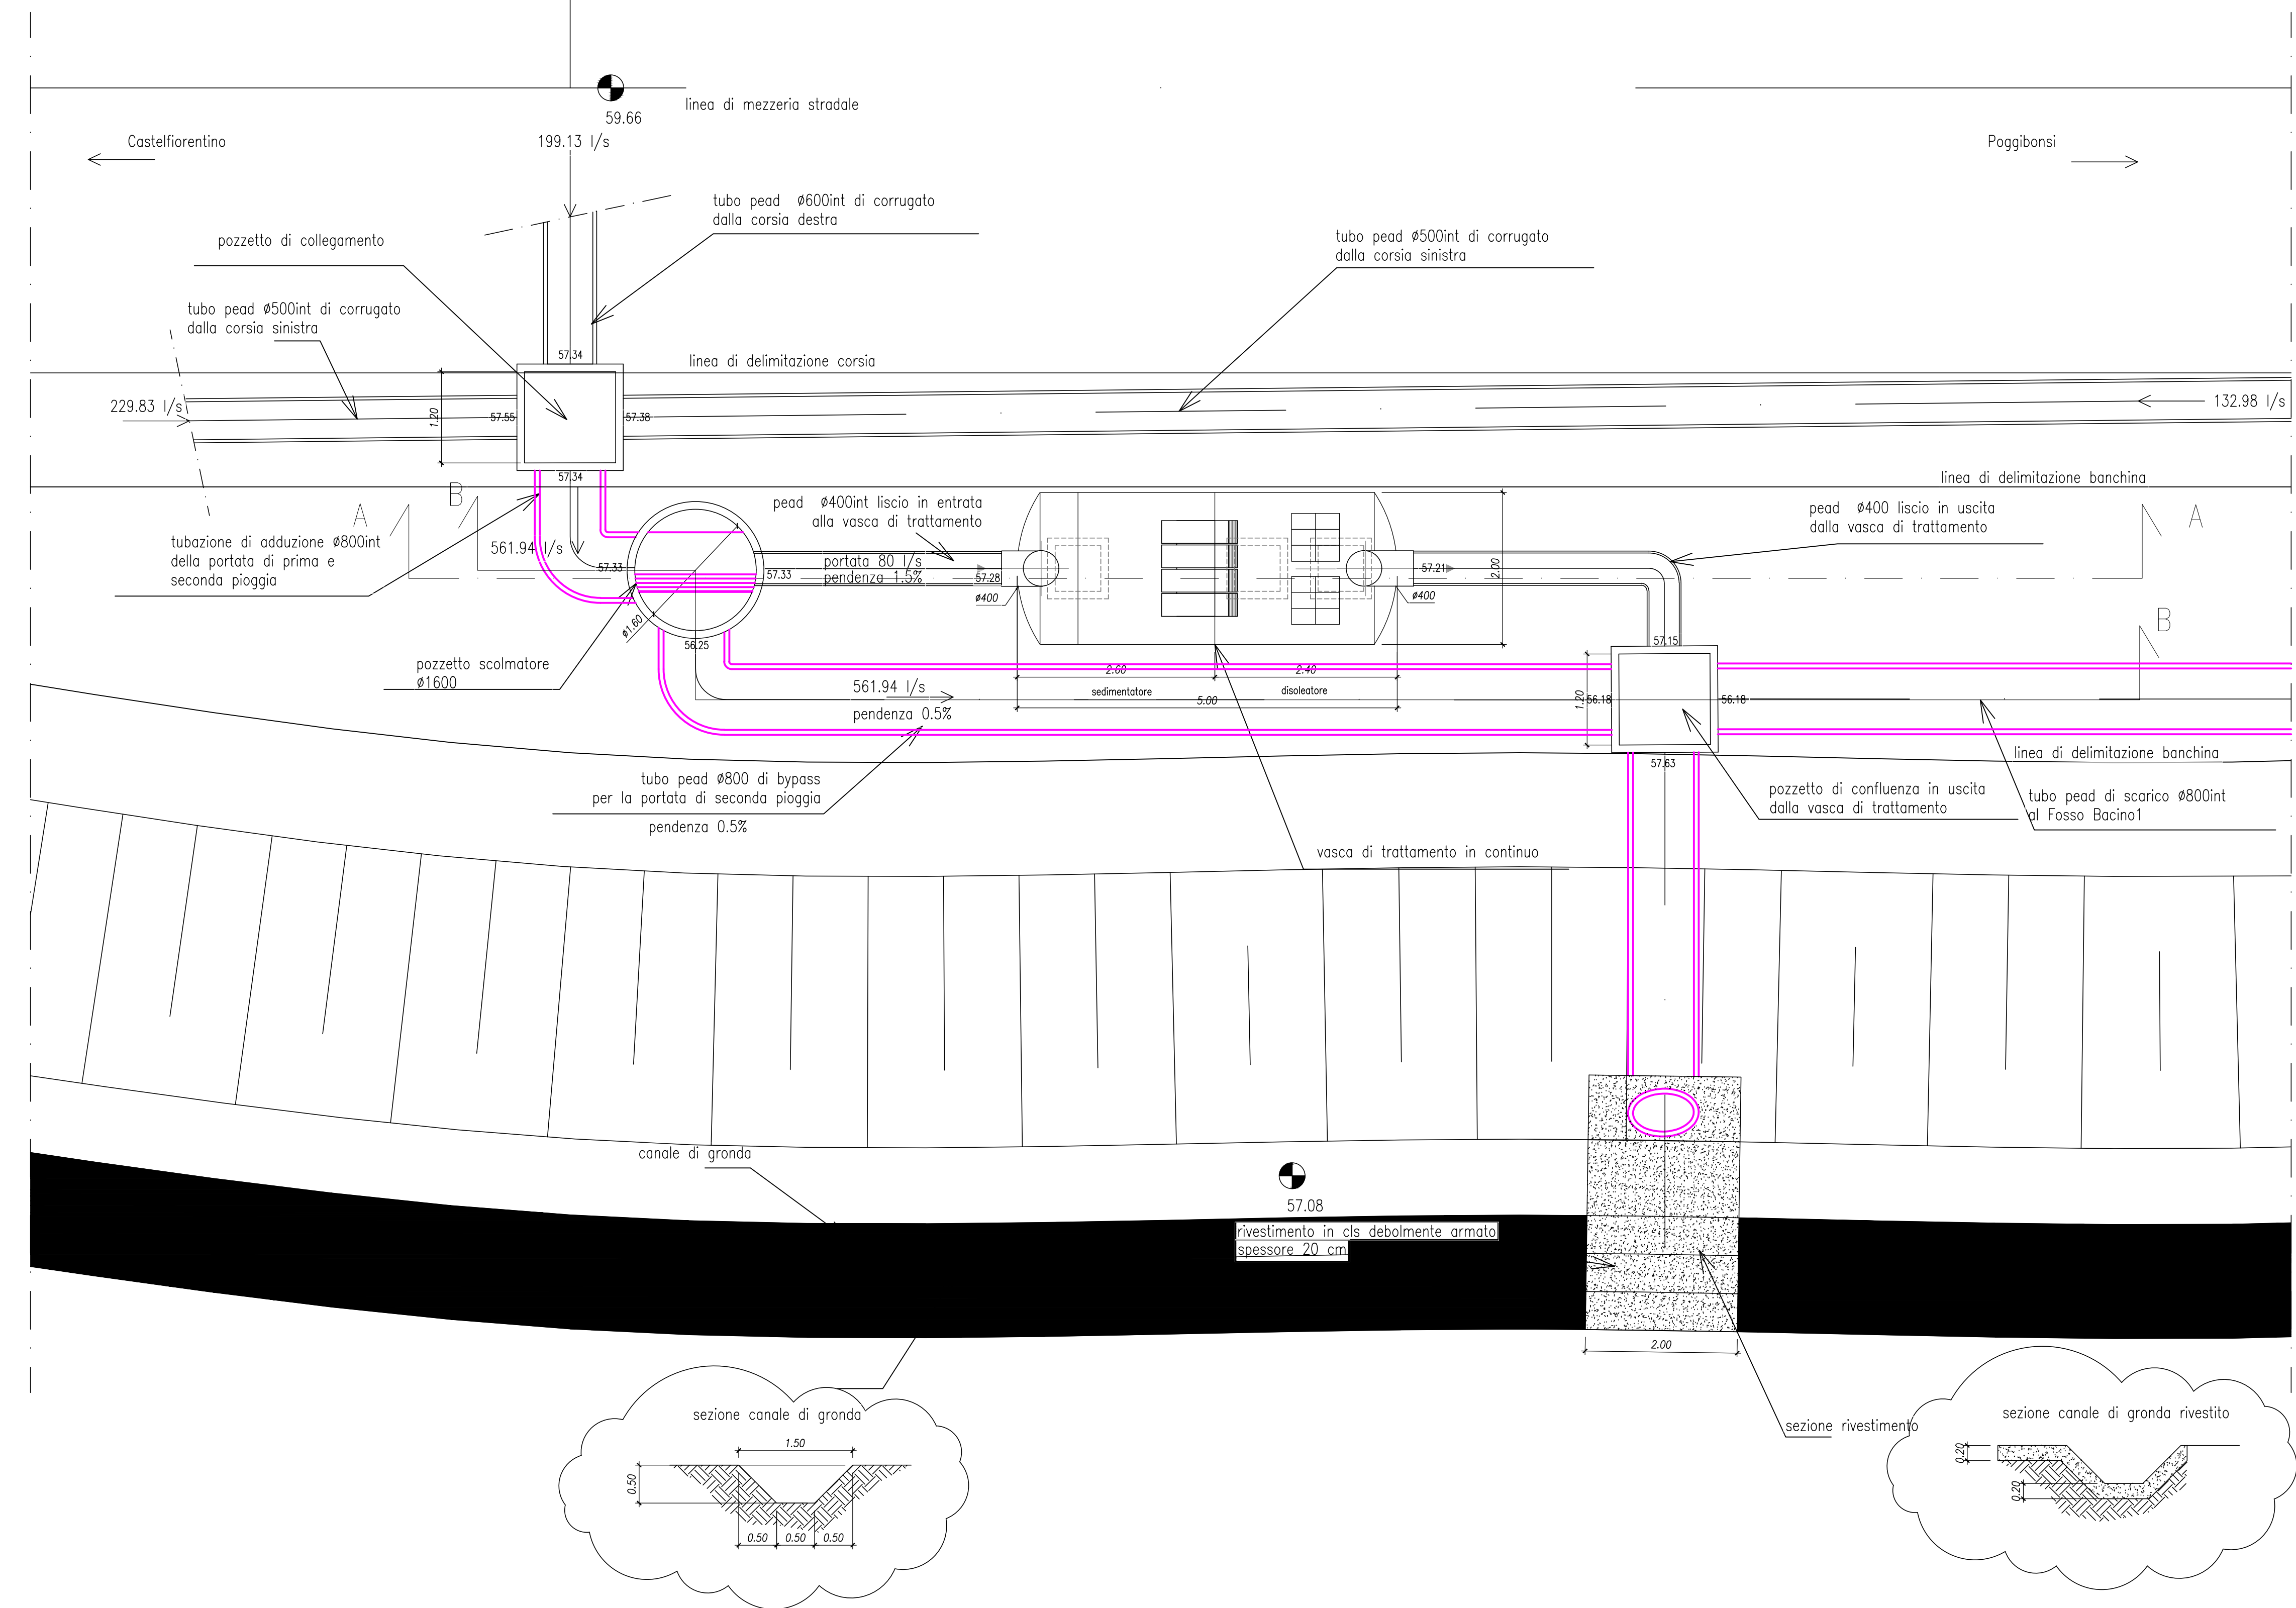 linea di mezzeria stradale
59.66
Castelfiorentino
199.13 l/s
Poggibonsi
tubo pead ø600int di corrugato
dalla corsia destra
pozzetto di collegamento
tubo pead ø500int di corrugato
dalla corsia sinistra
tubo pead ø500int di corrugato
dalla corsia sinistra
57.34
linea di delimitazione corsia
229.83 l/s
1.20
57.55
57.38
132.98 l/s
57.34
linea di delimitazione banchina
A
B
pead ø400int liscio in entrata
alla vasca di trattamento
pead ø400 liscio in uscita
dalla vasca di trattamento
A
tubazione di adduzione ø800int
della portata di prima e
seconda pioggia
561.94 l/s
57.33
57.33
portata 80 l/s
pendenza 1.5%
57.28
ø400
57.21
ø400
2.00
B
ø1.60
56.25
57.15
pozzetto scolmatore
ø1600
2.60
2.40
sedimentatore
disoleatore
5.00
561.94 l/s
pendenza 0.5%
1.20
56.18
56.18
57.63
linea di delimitazione banchina
tubo pead ø800 di bypass
per la portata di seconda pioggia
pendenza 0.5%
pozzetto di confluenza in uscita
dalla vasca di trattamento
tubo pead di scarico ø800int
al Fosso Bacino1
vasca di trattamento in continuo
canale di gronda
57.08
rivestimento in cls debolmente armato
spessore 20 cm
2.00
sezione canale di gronda
1.50
0.50
0.50
0.50
0.50
sezione rivestimento
sezione canale di gronda rivestito
0.20
0.20